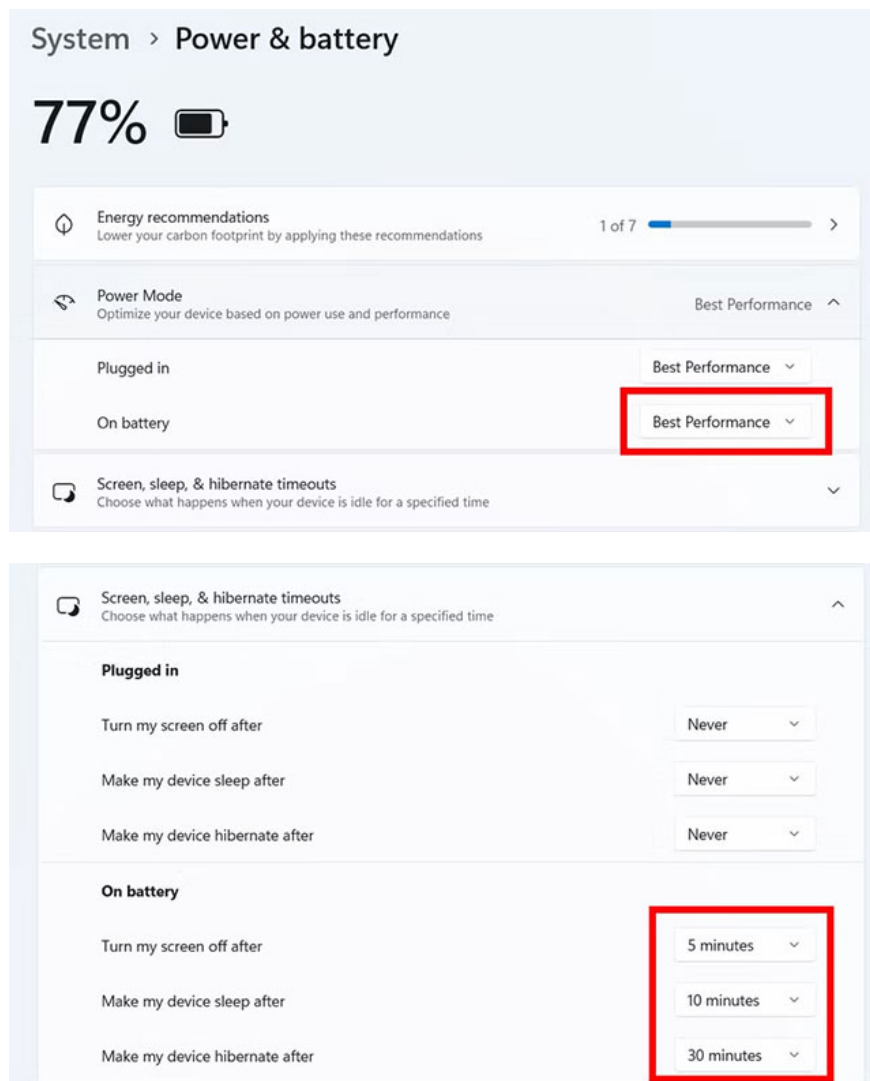 System > Power & battery
77%
Energy recommendations
Lower your carbon footprint by applying these recommendations
1 of 7
Power Mode
Optimize your device based on power use and performance
Best Performance
Plugged in
Best Performance
On battery
Best Performance
Screen, sleep, & hibernate timeouts
Choose what happens when your device is idle for a specified time
Screen, sleep, & hibernate timeouts
Choose what happens when your device is idle for a specified time
Plugged in
Turn my screen off after
Never
Make my device sleep after
Never
Make my device hibernate after
Never
On battery
Turn my screen off after
5 minutes
Make my device sleep after
10 minutes
Make my device hibernate after
30 minutes